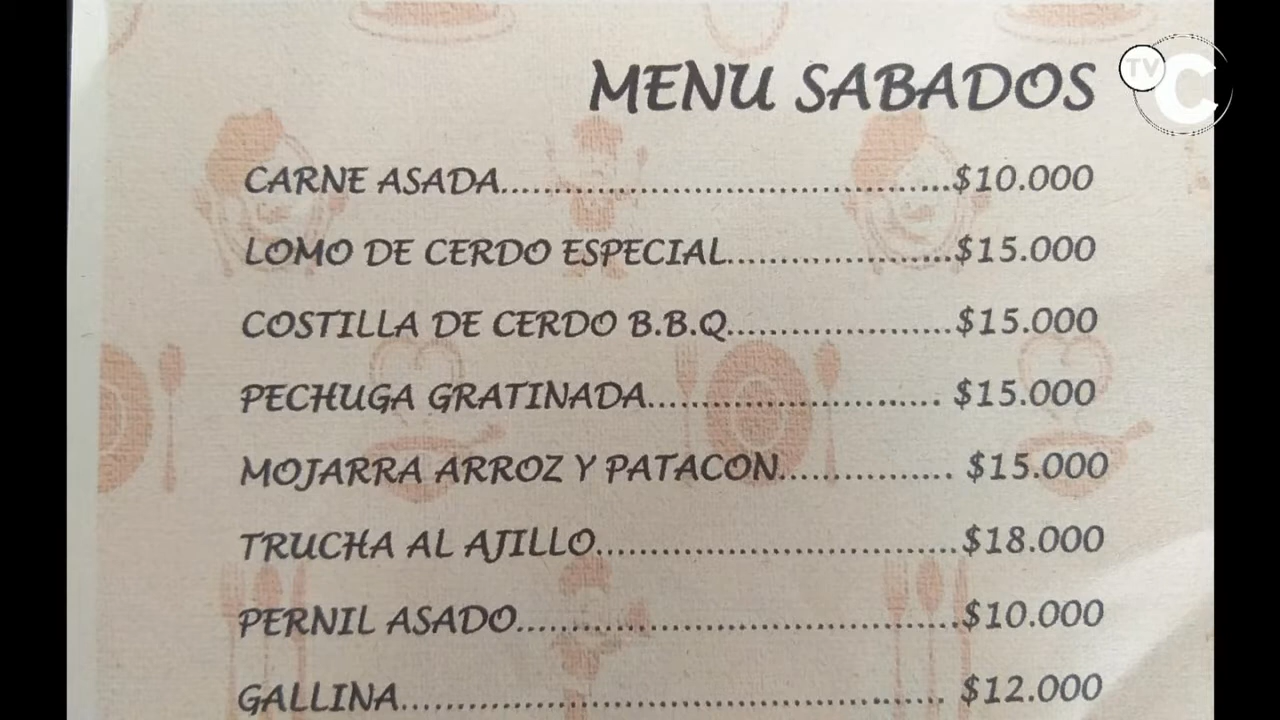 MENU SABADOS
TV C
CARNE ASADA.................................................$10.000
LOMO DE CERDO ESPECIAL.........................$15.000
COSTILLA DE CERDO B.B.Q.........................$15.000
PECHUGA GRATINADA................................ $15.000
MOJARRA ARROZ Y PATACON.................. $15.000
TRUCHA AL AJILLO.......................................$18.000
PERNIL ASADO................................................$10.000
GALLINA........................................................... $12.000